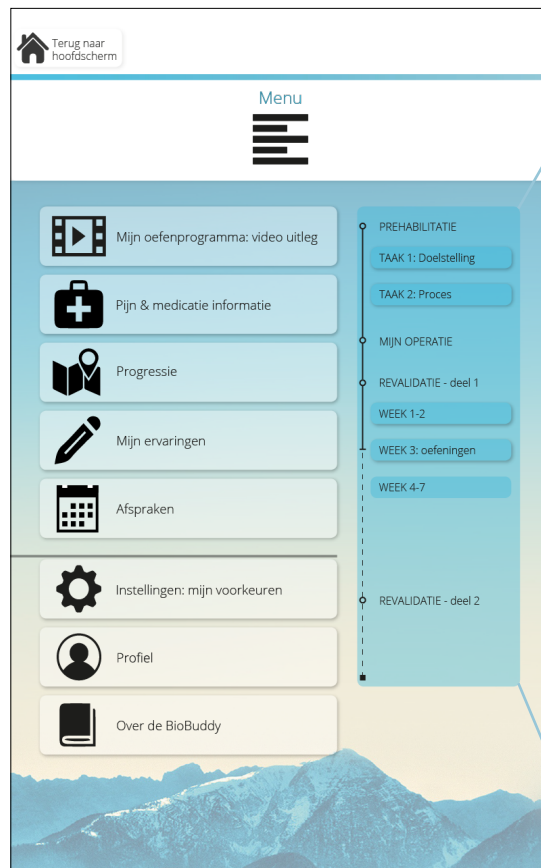 Terug naar
hoofdscherm
Menu
Mijn oefenprogramma: video uitleg
Pijn & medicatie informatie
Progressie
Mijn ervaringen
Afspraken
Instellingen: mijn voorkeuren
Profiel
Over de BioBuddy
PREHABILITATIE
TAAK 1: Doelstelling
TAAK 2: Proces
MIJN OPERATIE
REVALIDATIE - deel 1
WEEK 1-2
WEEK 3: oefeningen
WEEK 4-7
REVALIDATIE - deel 2